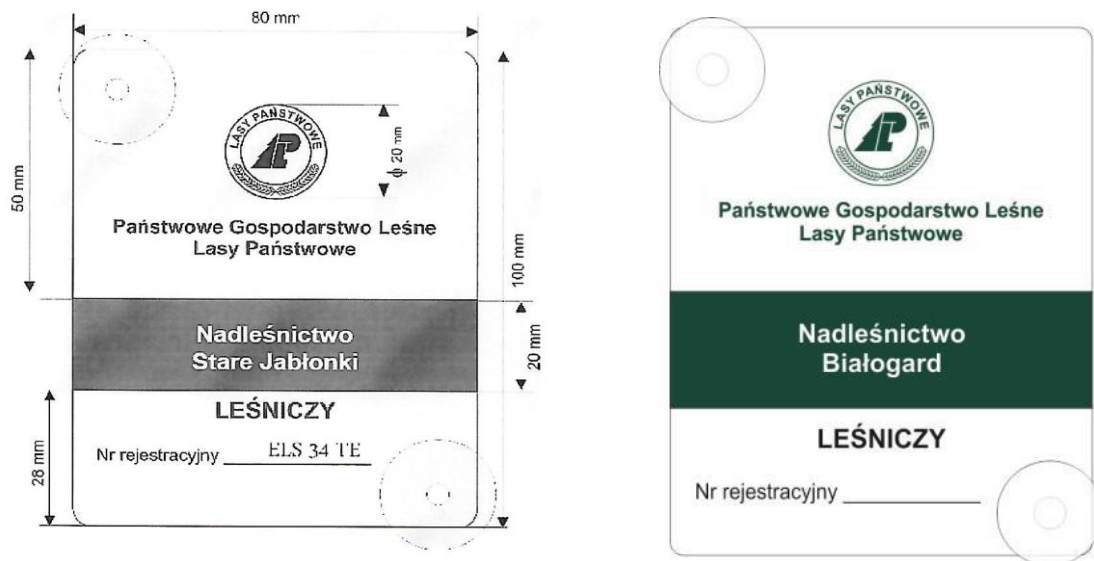 80 mm
50 mm
LASY PAŃSTWOWE
LP
ϕ 20 mm
Państwowe Gospodarstwo Leśne
Lasy Państwowe
100 mm
Nadleśnictwo
Stare Jabłonki
20 mm
LEŚNICZY
28 mm
Nr rejestracyjny ELS 34 TE
LASY PAŃSTWOWE
LP
Państwowe Gospodarstwo Leśne
Lasy Państwowe
Nadleśnictwo
Białogard
LEŚNICZY
Nr rejestracyjny